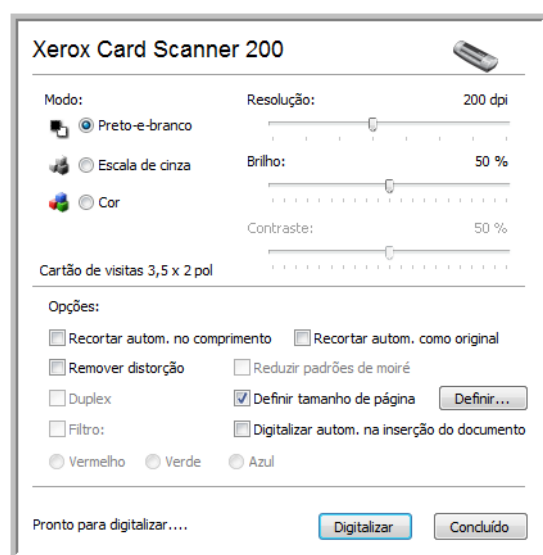 Xerox Card Scanner 200
Modo:
Resolução: 200 dpi
Preto-e-branco
Escala de cinza
Brilho: 50 %
Cor
Contraste: 50 %
Cartão de visitas 3,5 x 2 pol
Opções:
Recortar autom. no comprimento Recortar autom. como original
Remover distorção Reduzir padrões de moiré
Duplex Definir tamanho de página Definir...
Filtro: Digitalizar autom. na inserção do documento
Vermelho Verde Azul
Pronto para digitalizar.... Digitalizar Concluído